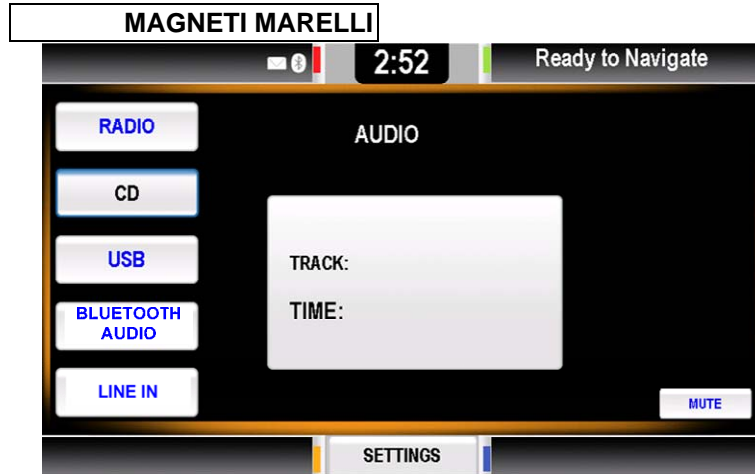 MAGNETI MARELLI
2:52
Ready to Navigate
RADIO
AUDIO
CD
USB
TRACK:
TIME:
BLUETOOTH
AUDIO
LINE IN
MUTE
SETTINGS